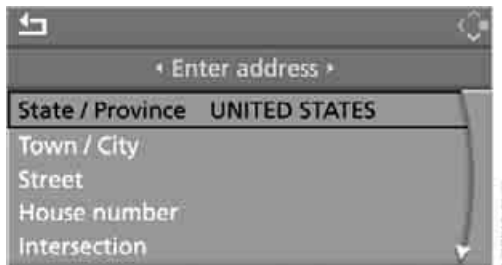 Enter address
State / Province UNITED STATES
Town / City
Street
House number
Intersection